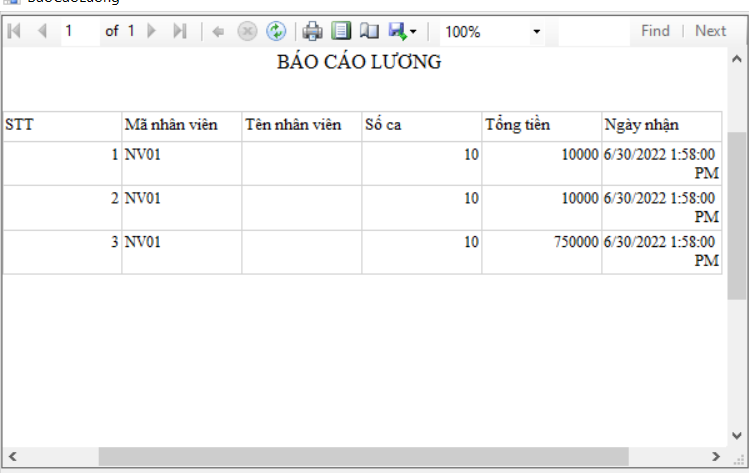 BaoCaoLuong
1 of 1 100% Find | Next
BÁO CÁO LƯƠNG
STT Mã nhân viên Tên nhân viên Số ca Tổng tiền Ngày nhận
1 NV01 10 10000 6/30/2022 1:58:00
PM
2 NV01 10 10000 6/30/2022 1:58:00
PM
3 NV01 10 750000 6/30/2022 1:58:00
PM